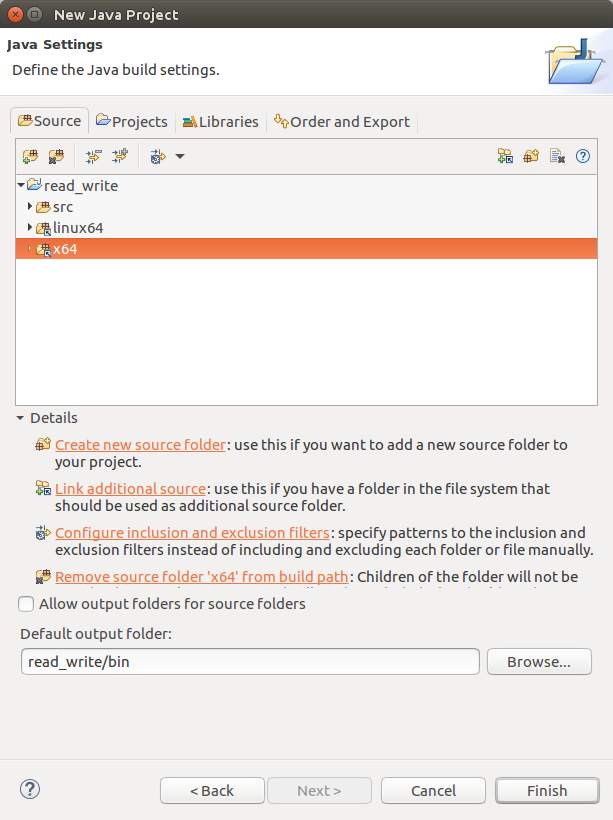 New Java Project
Java Settings
Define the Java build settings.
Source Projects Libraries Order and Export
read_write
src
linux64
x64
Details
Create new source folder: use this if you want to add a new source folder to
your project.
Link additional source: use this if you have a folder in the file system that
should be used as additional source folder.
Configure inclusion and exclusion filters: specify patterns to the inclusion and
exclusion filters instead of including and excluding each folder or file manually.
Remove source folder 'x64' from build path: Children of the folder will not be
Allow output folders for source folders
Default output folder:
read_write/bin Browse...
< Back Next > Cancel Finish